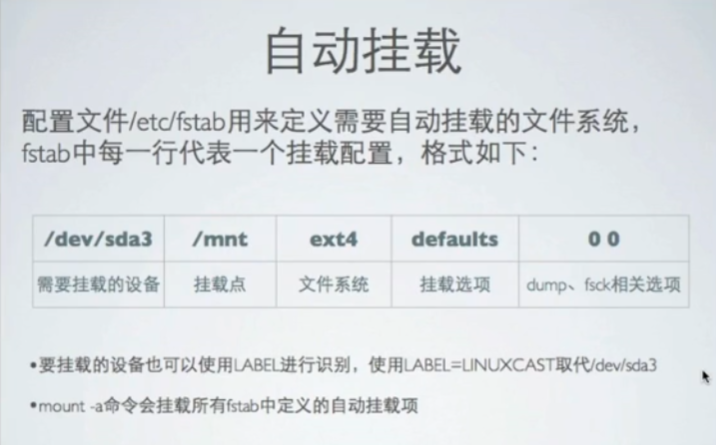 自动挂载
配置文件/etc/fstab用来定义需要自动挂载的文件系统，
fstab中每一行代表一个挂载配置，格式如下：
/dev/sda3 /mnt ext4 defaults 0 0
需要挂载的设备 挂载点 文件系统 挂载选项 dump、fsck相关选项
•要挂载的设备也可以使用LABEL进行识别，使用LABEL=LINUXCAST取代/dev/sda3
•mount -a命令会挂载所有fstab中定义的自动挂载项